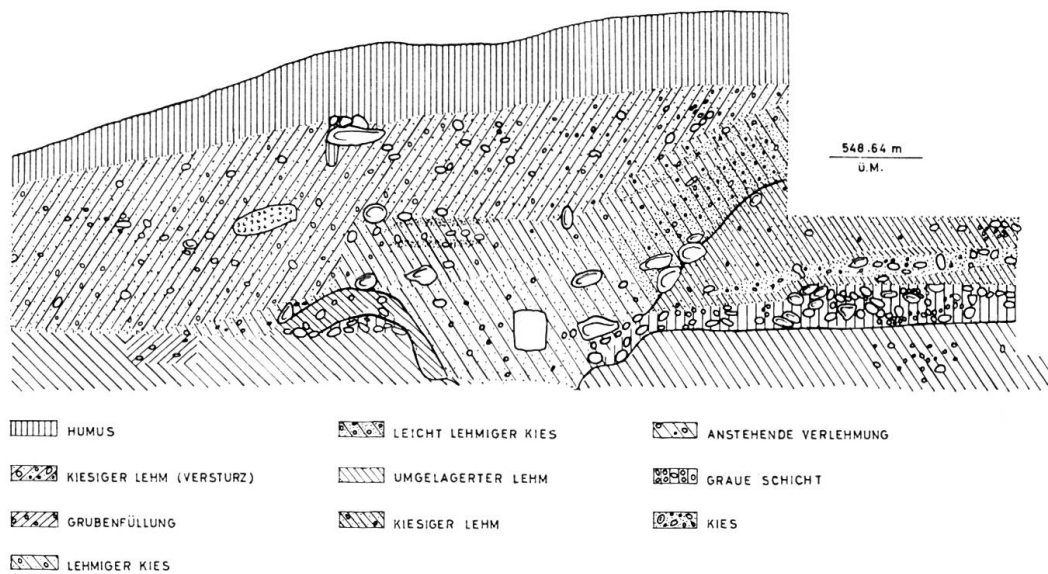 548.64 m
Ü.M.
HUMUS
KIESIGER LEHM (VERSTURZ)
GRUBENFÜLLUNG
LEHMIGER KIES
LEICHT LEHMIGER KIES
UMGELAGERTER LEHM
KIESIGER LEHM
ANSTEHENDE VERLEHMUNG
GRAUE SCHICHT
KIES